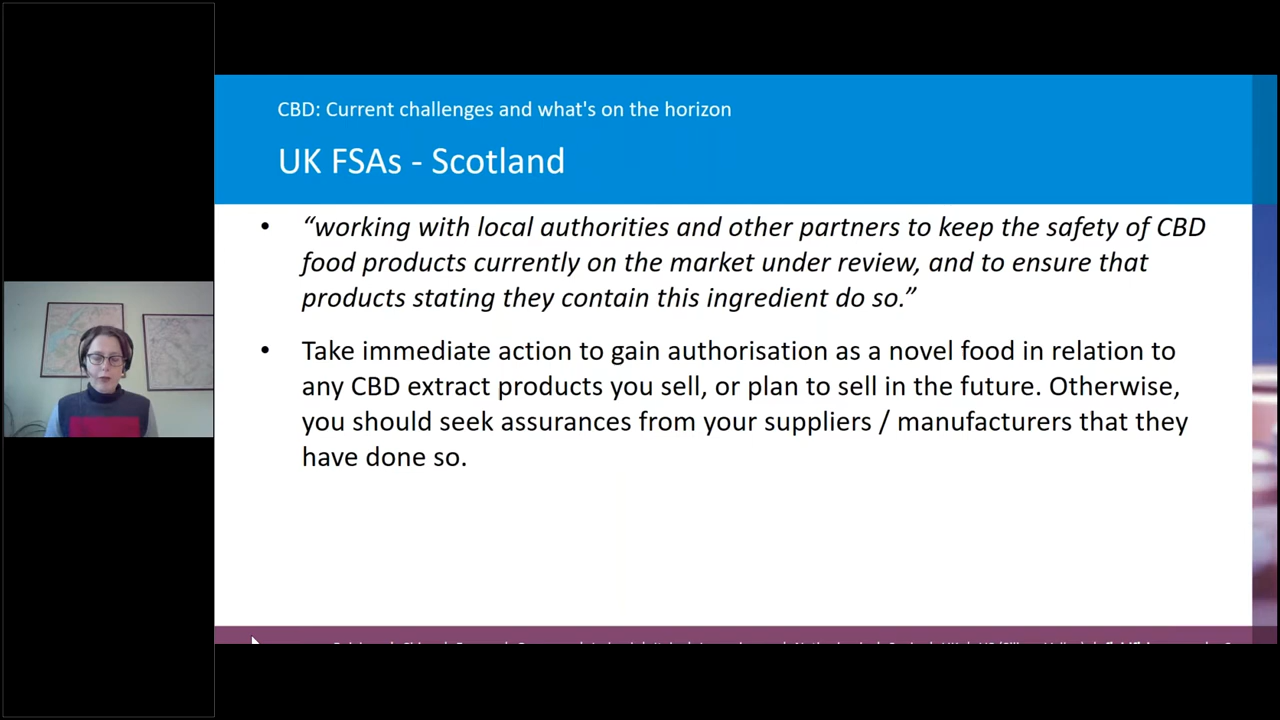 CBD: Current challenges and what's on the horizon
UK FSAs - Scotland
• “working with local authorities and other partners to keep the safety of CBD
food products currently on the market under review, and to ensure that
products stating they contain this ingredient do so.”
• Take immediate action to gain authorisation as a novel food in relation to
any CBD extract products you sell, or plan to sell in the future. Otherwise,
you should seek assurances from your suppliers / manufacturers that they
have done so.